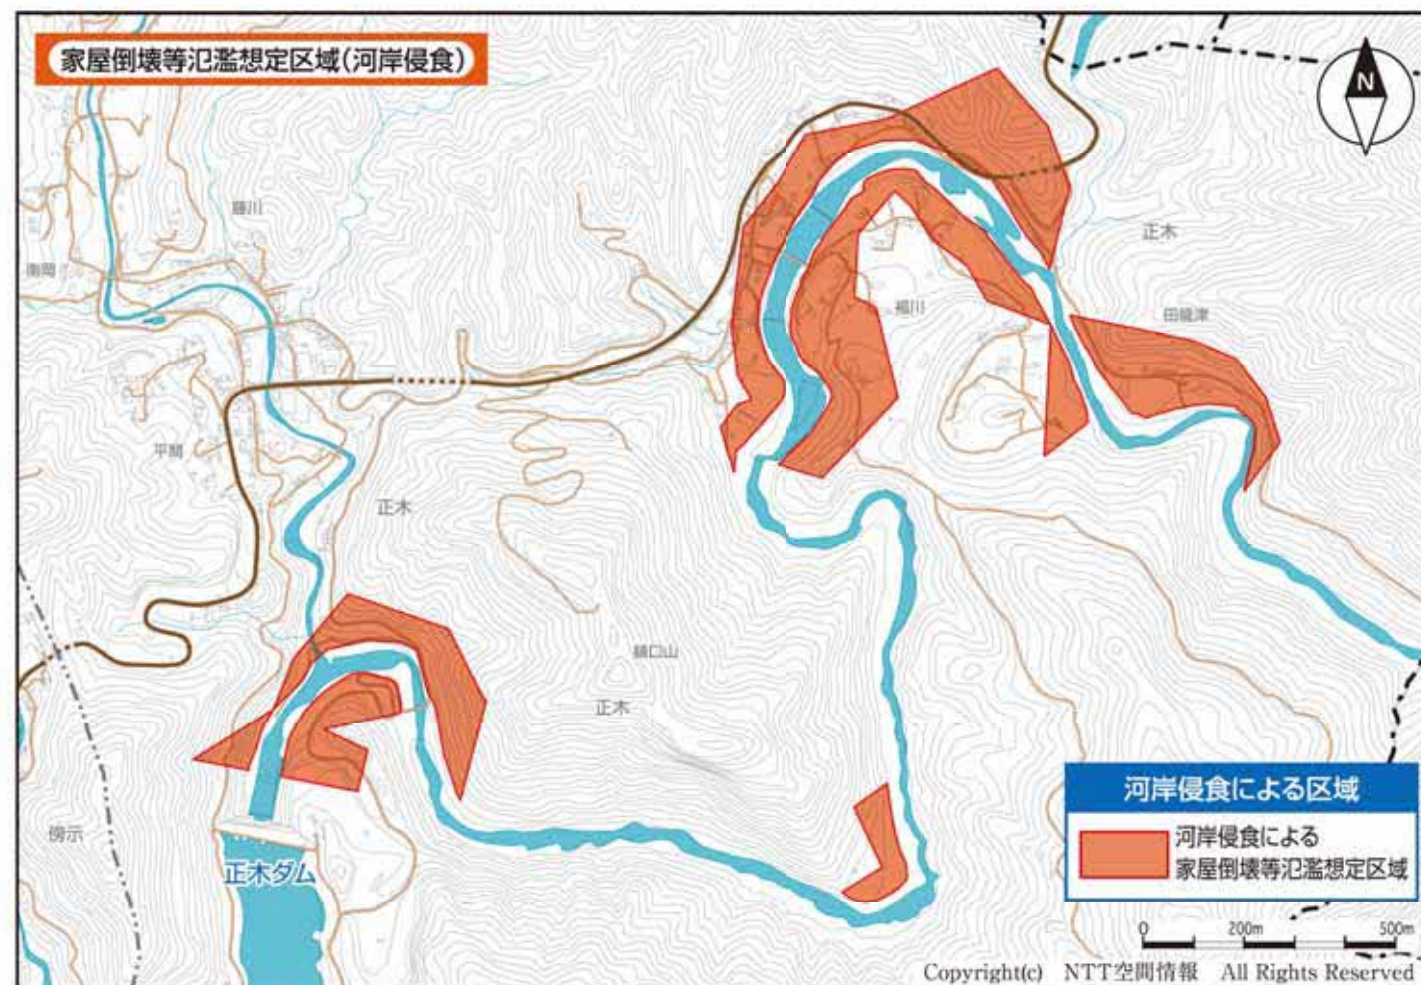 家屋倒壊等氾濫想定区域(河岸侵食)
N
藤川
南岡
正木
田龍津
福川
平間
正木
樋口山
正木
傍示
正木ダム
河岸侵食による区域
河岸侵食による
家屋倒壊等氾濫想定区域
0 200m 500m
Copyright(c) NTT空間情報 All Rights Reserved